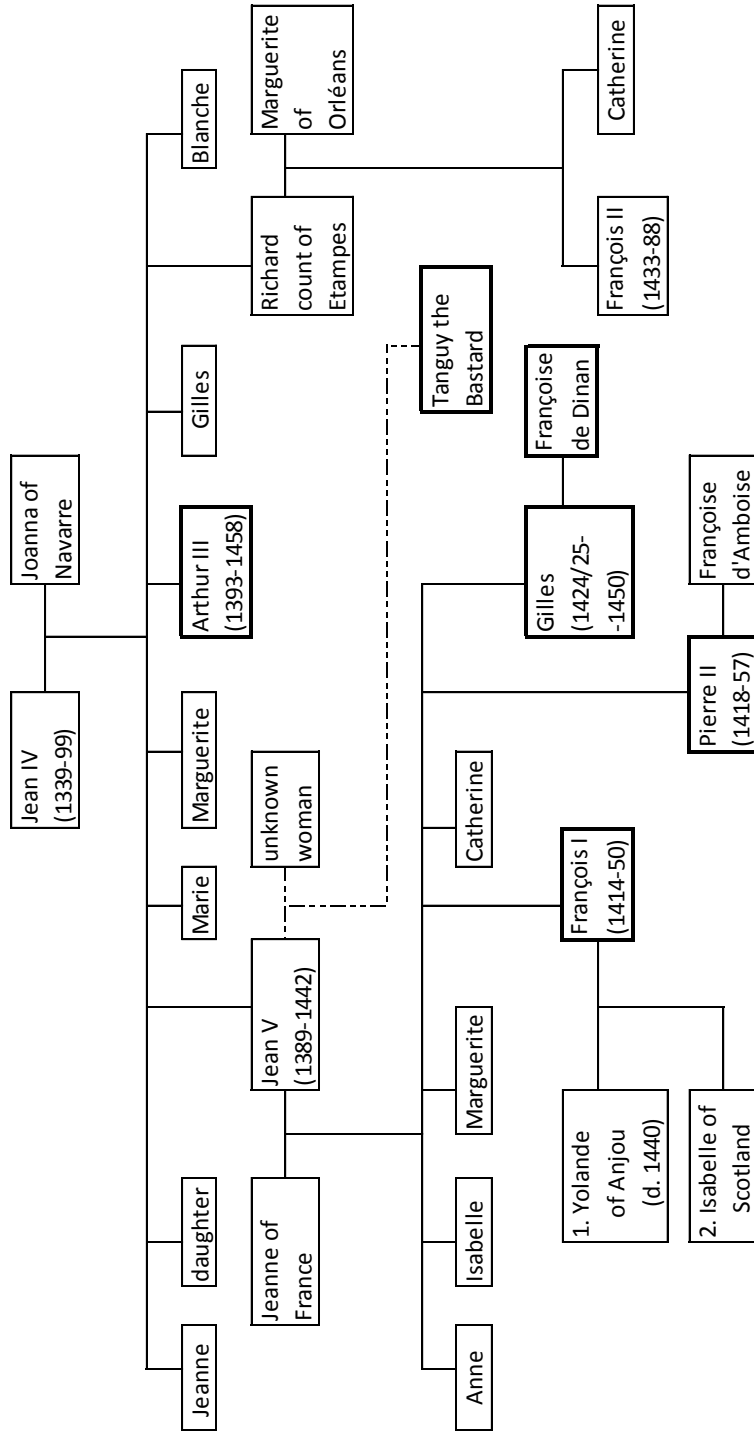 Jean IV
(1339-99)
Joanna of
Navarre
Jeanne
daughter
Marie
Marguerite
Arthur III
(1393-1458)
Gilles
Blanche
Jeanne of
France
Jean V
(1389-1442)
unknown
woman
Richard
count of
Etampes
Marguerite
of
Orléans
Tanguy the
Bastard
Anne
Isabelle
Marguerite
Catherine
Gilles
(1424/25-
-1450)
Françoise
de Dinan
François II
(1433-88)
Catherine
1. Yolande
of Anjou
(d. 1440)
François I
(1414-50)
2. Isabelle of
Scotland
Pierre II
(1418-57)
Françoise
d'Amboise